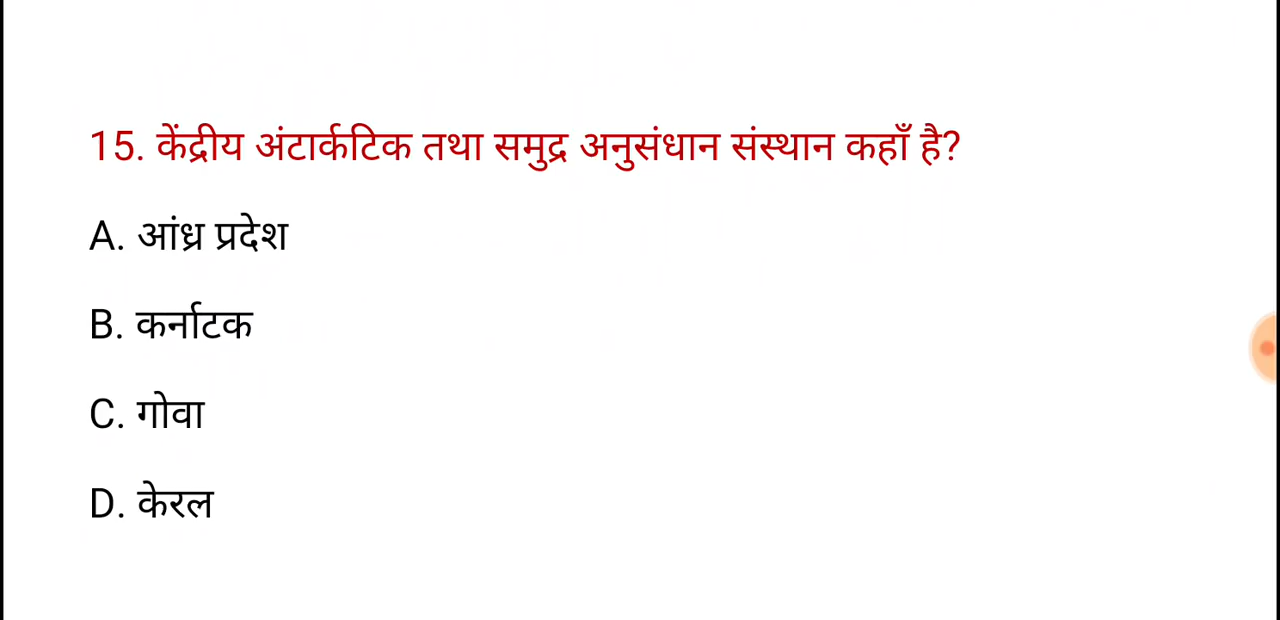 15. केंद्रीय अंटार्कटिक तथा समुद्र अनुसंधान संस्थान कहाँ है?
A. आंध्र प्रदेश
B. कर्नाटक
C. गोवा
D. केरल